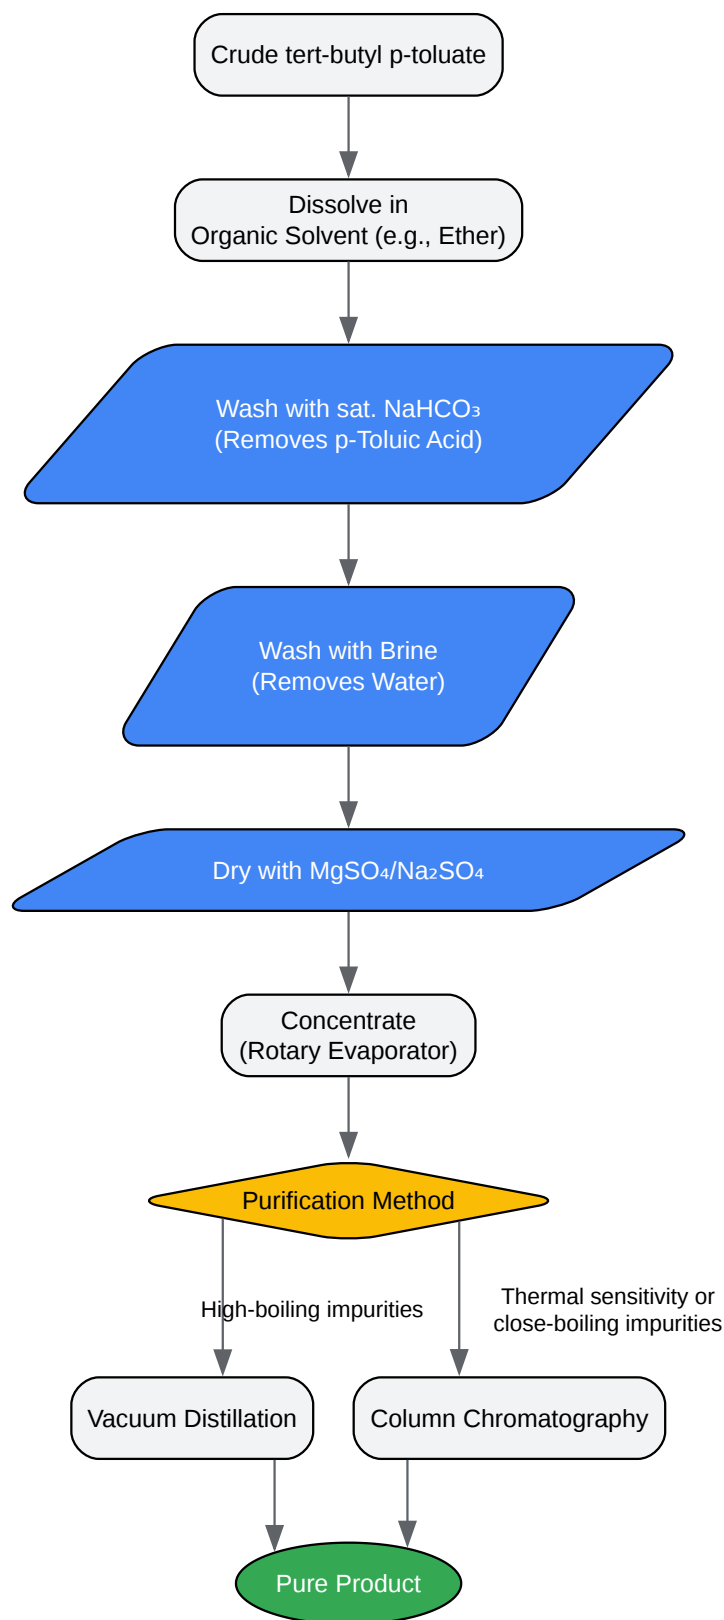 Crude tert-butyl p-toluate
Dissolve in
Organic Solvent (e.g., Ether)
Wash with sat. NaHCO₃
(Removes p-Toluic Acid)
Wash with Brine
(Removes Water)
Dry with MgSO₄/Na₂SO₄
Concentrate
(Rotary Evaporator)
Purification Method
High-boiling impurities
Thermal sensitivity or
close-boiling impurities
Vacuum Distillation
Column Chromatography
Pure Product